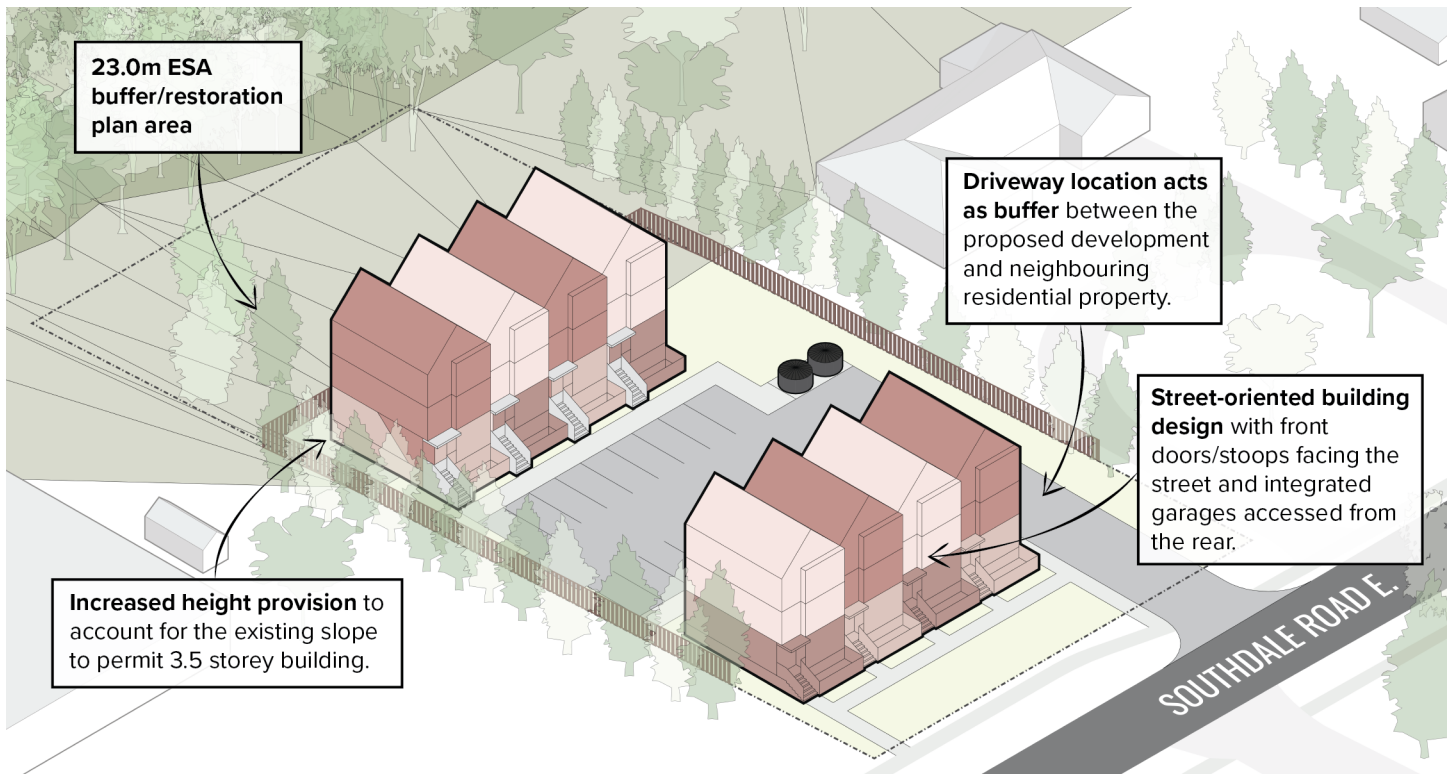 23.0m ESA
buffer/restoration
plan area
Driveway location acts
as buffer between the
proposed development
and neighbouring
residential property.
Street-oriented building
design with front
doors/stoops facing the
street and integrated
garages accessed from
the rear.
Increased height provision to
account for the existing slope
to permit 3.5 storey building.
SOUTHDALE ROAD E.